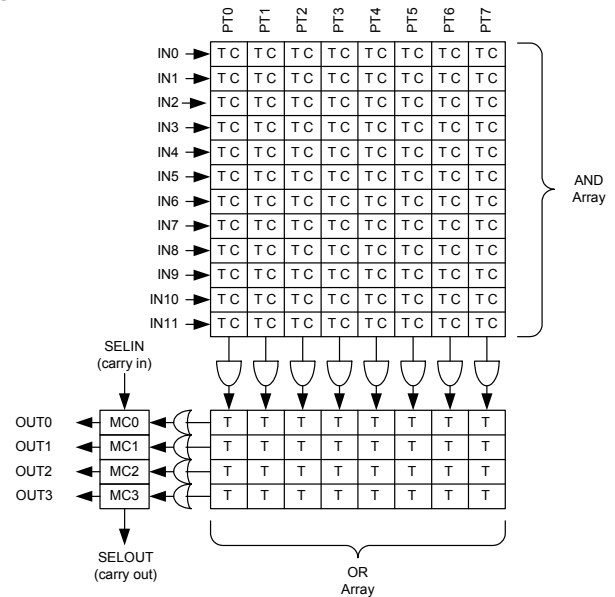 PT0 PT1 PT2 PT3 PT4 PT5 PT6 PT7
IN0 T C T C T C T C T C T C T C T C
IN1 T C T C T C T C T C T C T C T C
IN2 T C T C T C T C T C T C T C T C
IN3 T C T C T C T C T C T C T C T C
IN4 T C T C T C T C T C T C T C T C
IN5 T C T C T C T C T C T C T C T C
IN6 T C T C T C T C T C T C T C T C
IN7 T C T C T C T C T C T C T C T C
IN8 T C T C T C T C T C T C T C T C
IN9 T C T C T C T C T C T C T C T C
IN10 T C T C T C T C T C T C T C T C
IN11 T C T C T C T C T C T C T C T C
AND
Array
SELIN
(carry in)
OUT0 MC0 T T T T T T T T
OUT1 MC1 T T T T T T T T
OUT2 MC2 T T T T T T T T
OUT3 MC3 T T T T T T T T
SELOUT
(carry out)
OR
Array